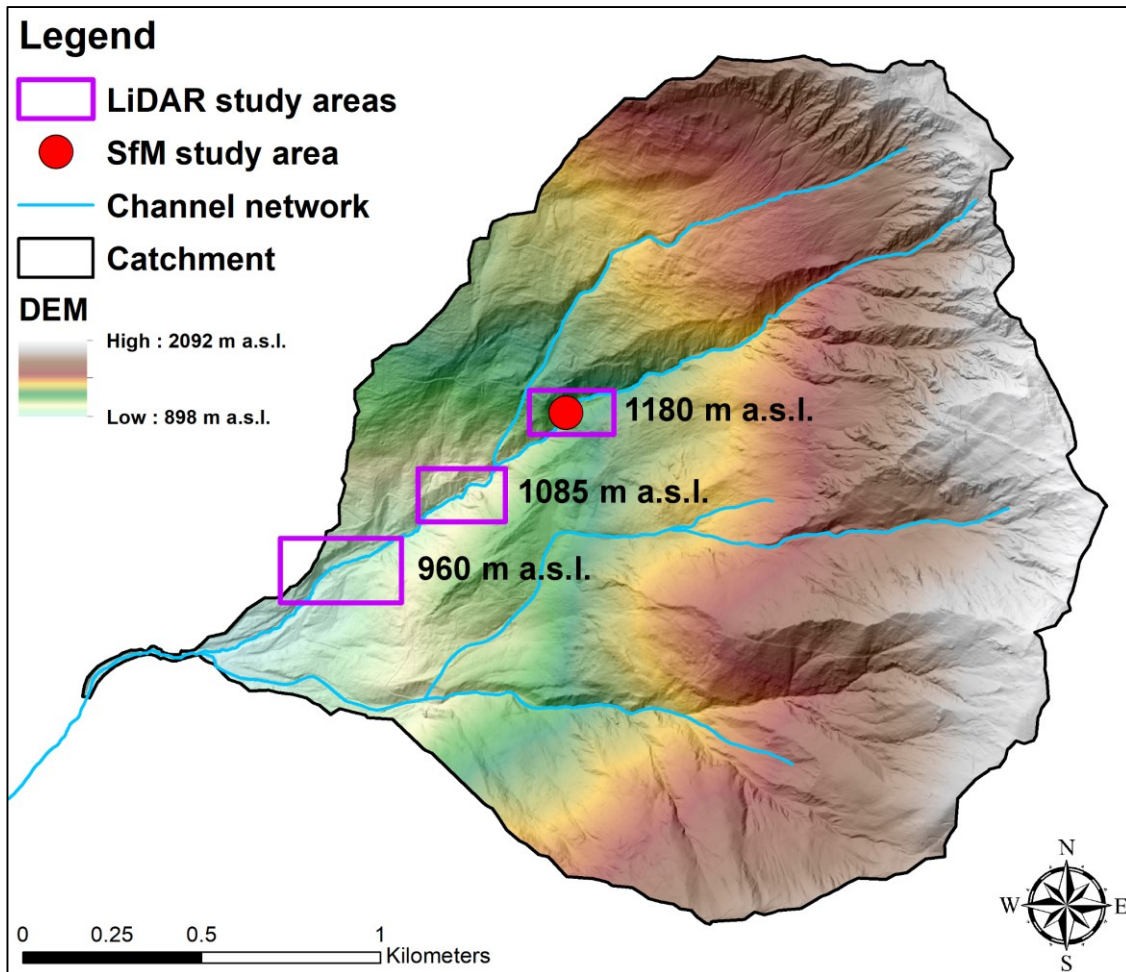 Legend
LiDAR study areas
SfM study area
Channel network
Catchment
DEM
High : 2092 m a.s.l.
Low : 898 m a.s.l.
1180 m a.s.l.
1085 m a.s.l.
960 m a.s.l.
N
W E
S
0 0.25 0.5 1
Kilometers